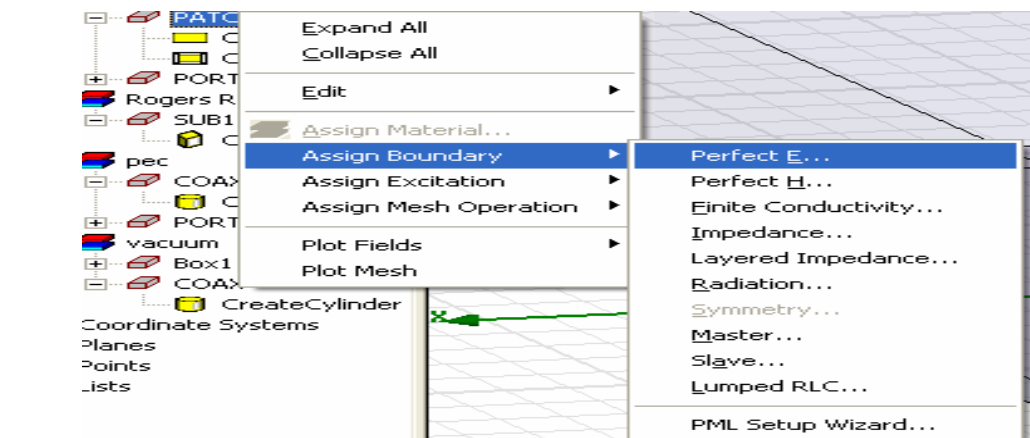 PATC
C
C
PORT
Rogers R
SUB1
C
pec
COAX
C
PORT
vacuum
Box1
COAX
CreateCylinder
Coordinate Systems
Planes
Points
Lists
Expand All
Collapse All
Edit
Assign Material...
Assign Boundary
Assign Excitation
Assign Mesh Operation
Plot Fields
Plot Mesh
Perfect E...
Perfect H...
Finite Conductivity...
Impedance...
Layered Impedance...
Radiation...
Symmetry...
Master...
Slave...
Lumped RLC...
PML Setup Wizard...
X